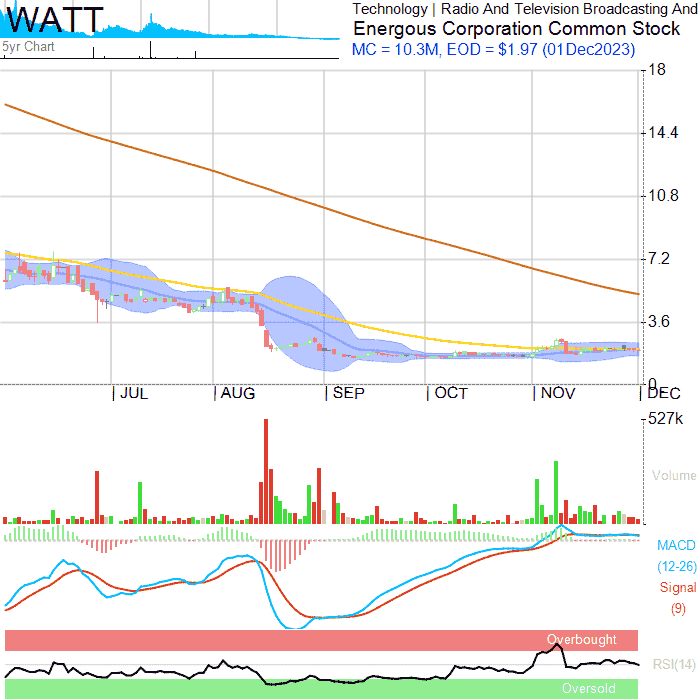 WATT
Technology | Radio And Television Broadcasting And
Energous Corporation Common Stock
5yr Chart
MC = 10.3M, EOD = $1.97 (01Dec2023)
18
14.4
10.8
7.2
3.6
0
| JUL | AUG | SEP | OCT | NOV | DEC
527k
Volume
MACD
(12-26)
Signal
(9)
Overbought
RSI(14)
Oversold